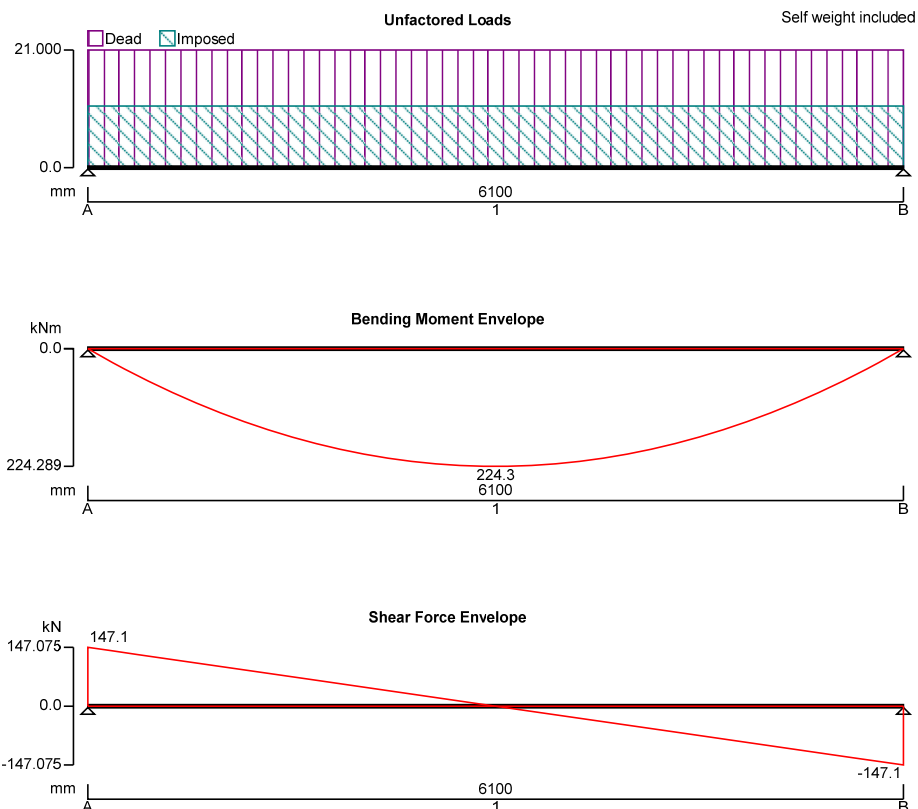 Unfactored Loads
Self weight included
Dead Imposed
21.000
0.0
mm
6100
A 1 B
Bending Moment Envelope
kNm
0.0
224.289
224.3
mm
6100
A 1 B
Shear Force Envelope
kN
147.075
147.1
0.0
-147.075
-147.1
mm
6100
A 1 B